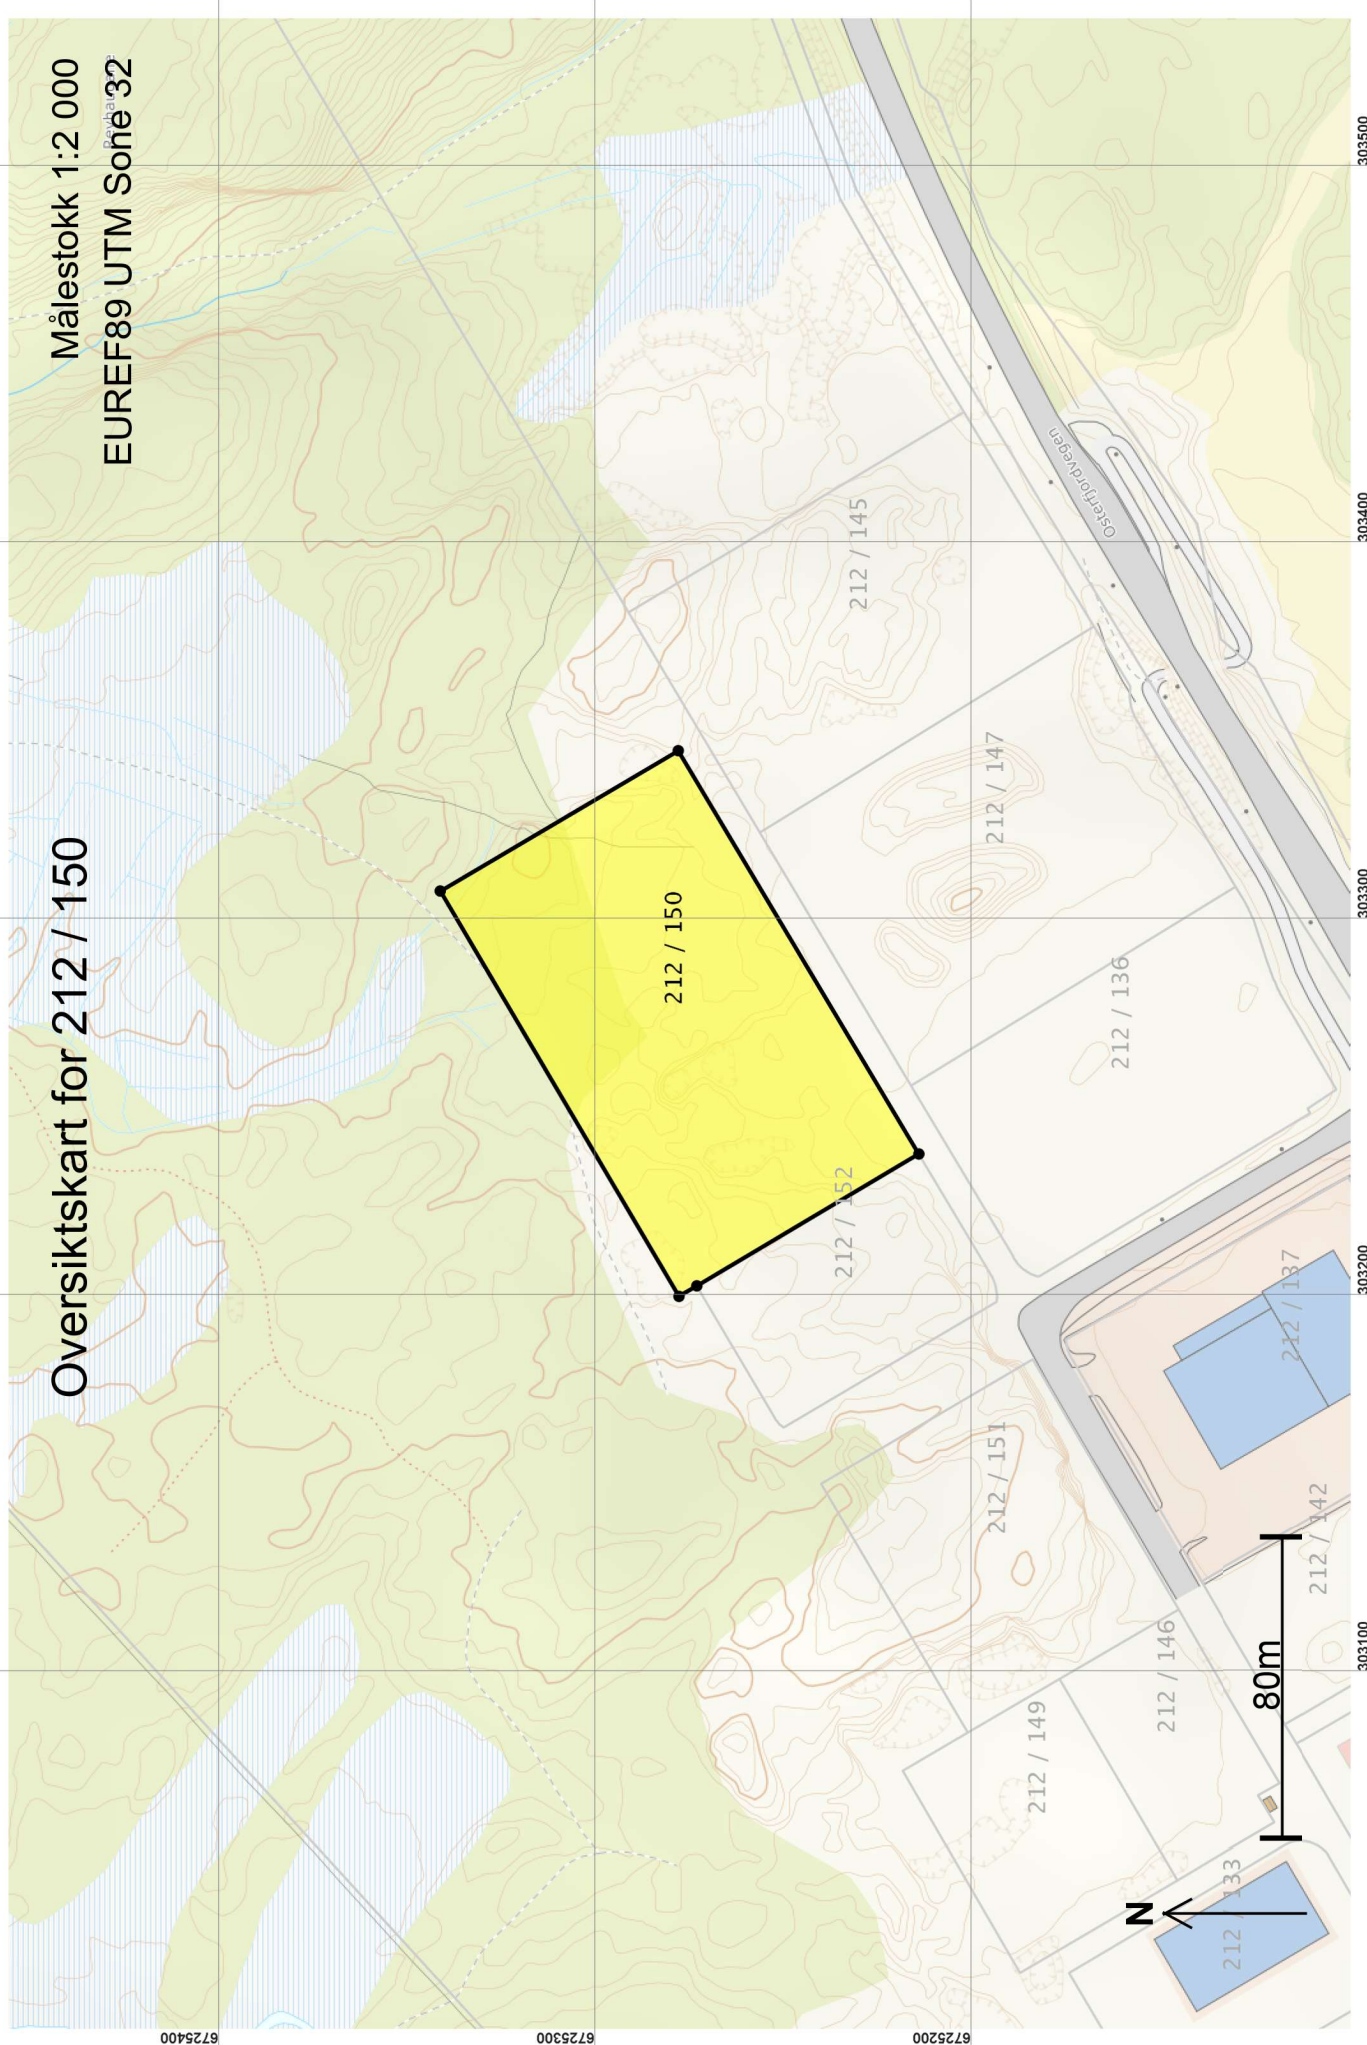 Oversiktskart for 212 / 150
Målestokk 1:2 000
EUREF89 UTM Sone 32
212 / 150
212 / 145
212 / 147
212 / 136
212 / 152
212 / 151
212 / 137
212 / 142
212 / 146
212 / 149
212 / 133
Osterfjordvegen
80m
N
6725400
6725300
6725200
303100
303200
303300
303400
303500